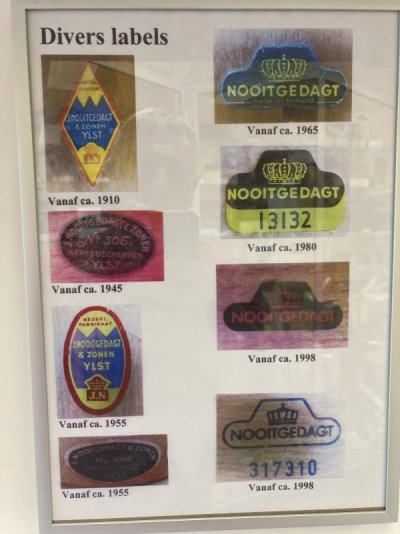 Divers labels
J.NOOITGEDAGT
& ZONEN
YLST
J.N
Vanaf ca. 1910
J. NOOITGEDAGT & ZONEN
No 306
GEREEDSCHAPPEN
YLST
Vanaf ca. 1945
NEDERL.
FABRIKAAT
J.NOOITGEDAGT
& ZONEN
YLST
J.N
Vanaf ca. 1955
J. NOOITGEDAGT & ZONEN
No 3060
Vanaf ca. 1955
NOOITGEDAGT
made in holland
Vanaf ca. 1965
NOOITGEDAGT
13132
Vanaf ca. 1980
NOOITGEDAGT
Vanaf ca. 1998
NOOITGEDAGT
317310
Vanaf ca. 1998